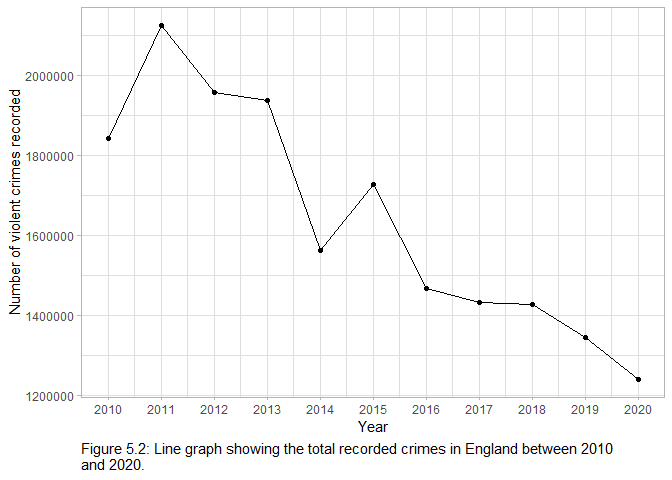 Number of violent crimes recorded
2000000
1800000
1600000
1400000
1200000
2010 2011 2012 2013 2014 2015 2016 2017 2018 2019 2020
Year
Figure 5.2: Line graph showing the total recorded crimes in England between 2010
and 2020.